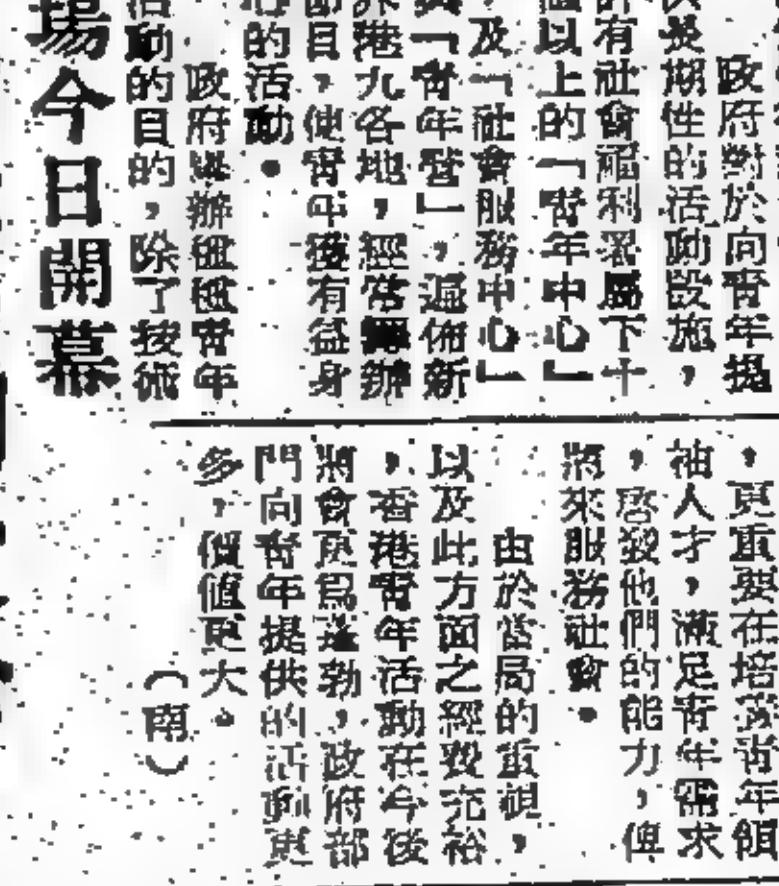 政府對於向青年提
供長期性的活動設施,
有社會福利署屬下十
以上的「青年中心」
及「社會服務中心」
「青年營」,遍佈新
界港九各地,經常舉辦
節目,使青年獲有益身
心的活動。
政府舉辦種種青年
活動的目的,除了技術
,更重要在培養青年領
袖人才,滿足青年需求
,啓發他們的能力,俾
將來服務社會。
由於當局的重視,
以及此方面之經費充裕
,香港青年活動在今後
將會更爲蓬勃,政府部
門向青年提供的活動更
多,價值更大。
(南)
場今日開幕